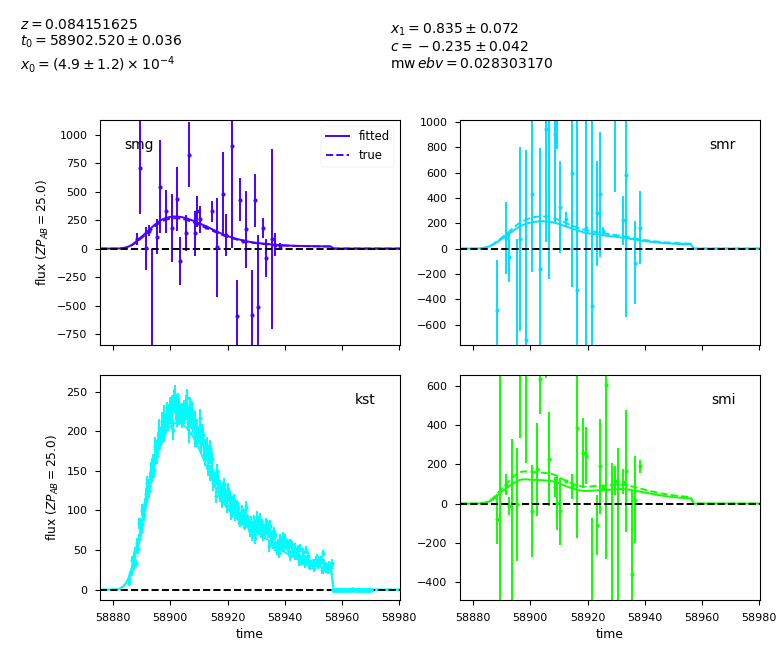 z = 0.084151625
t₀ = 58902.520 ± 0.036
x₀ = (4.9 ± 1.2) × 10⁻⁴
x₁ = 0.835 ± 0.072
c = −0.235 ± 0.042
mw ebv = 0.028303170
smg
fitted
true
1000
750
500
250
0
−250
−500
−750
flux (ZP_AB = 25.0)
smr
1000
800
600
400
200
0
−200
−400
−600
kst
250
200
150
100
50
0
flux (ZP_AB = 25.0)
58880 58900 58920 58940 58960 58980
time
smi
600
400
200
0
−200
−400
58880 58900 58920 58940 58960 58980
time